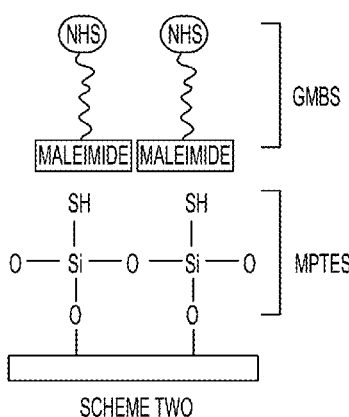 NHS NHS
GMBS
MALEIMIDE MALEIMIDE
SH SH
O Si O Si O MPTES
O O
SCHEME TWO